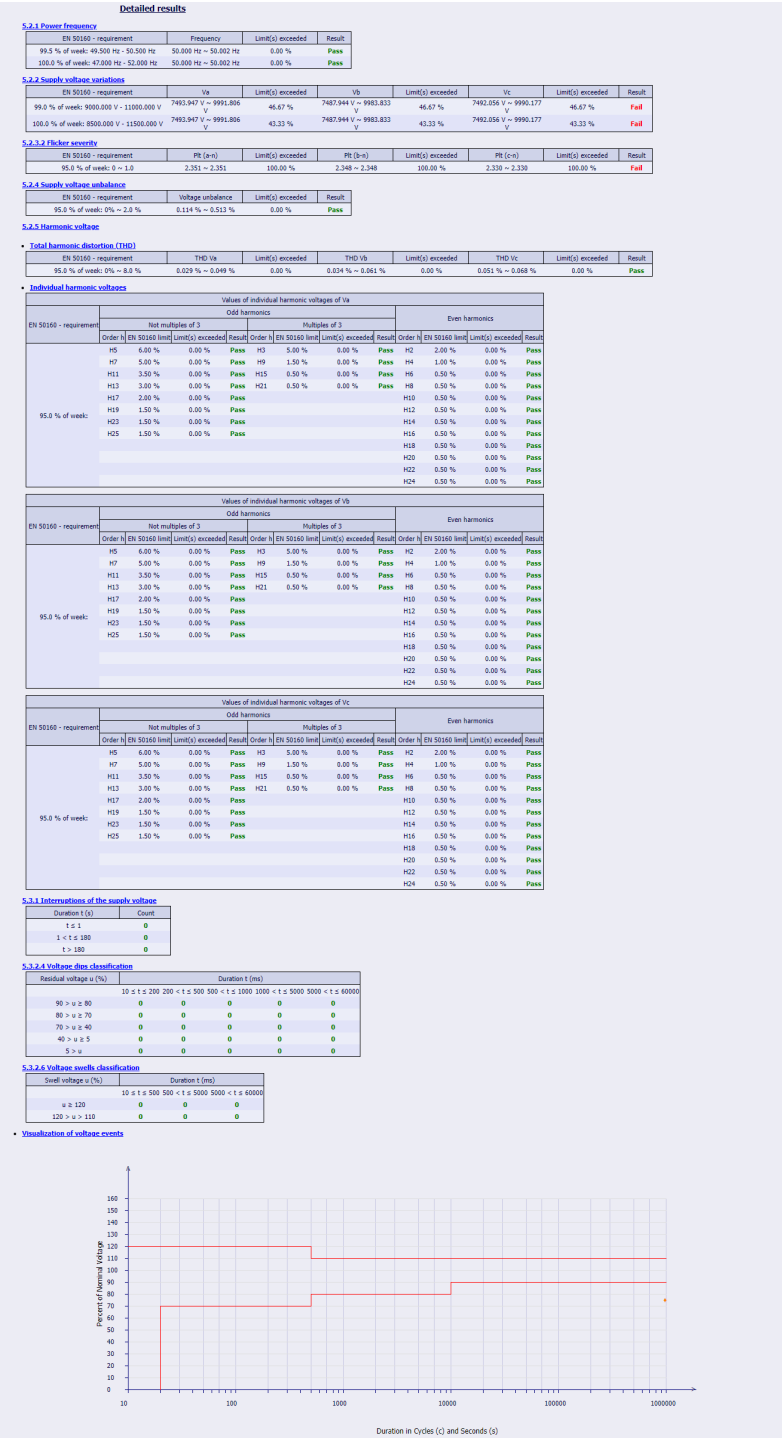 Detailed results
5.2.1 Power frequency
EN 50160 - requirement Frequency Limit(s) exceeded Result
99.5 % of week: 49.500 Hz - 50.500 Hz 50.000 Hz ~ 50.002 Hz 0.00 % Pass
100.0 % of week: 47.000 Hz - 52.000 Hz 50.000 Hz ~ 50.002 Hz 0.00 % Pass
5.2.2 Supply voltage variations
EN 50160 - requirement Va Limit(s) exceeded Vb Limit(s) exceeded Vc Limit(s) exceeded Result
99.0 % of week: 9000.000 V - 11000.000 V 7493.947 V ~ 9991.806 V 46.67 % 7487.944 V ~ 9983.833 V 46.67 % 7492.056 V ~ 9990.177 V 46.67 % Fail
100.0 % of week: 8500.000 V - 11500.000 V 7493.947 V ~ 9991.806 V 43.33 % 7487.944 V ~ 9983.833 V 43.33 % 7492.056 V ~ 9990.177 V 43.33 % Fail
5.2.3.2 Flicker severity
EN 50160 - requirement Plt (a-n) Limit(s) exceeded Plt (b-n) Limit(s) exceeded Plt (c-n) Limit(s) exceeded Result
95.0 % of week: 0 ~ 1.0 2.351 ~ 2.351 100.00 % 2.348 ~ 2.348 100.00 % 2.330 ~ 2.330 100.00 % Fail
5.2.4 Supply voltage unbalance
EN 50160 - requirement Voltage unbalance Limit(s) exceeded Result
95.0 % of week: 0% ~ 2.0 % 0.114 % ~ 0.513 % 0.00 % Pass
5.2.5 Harmonic voltage
• Total harmonic distortion (THD)
EN 50160 - requirement THD Va Limit(s) exceeded THD Vb Limit(s) exceeded THD Vc Limit(s) exceeded Result
95.0 % of week: 0% ~ 8.0 % 0.029 % ~ 0.049 % 0.00 % 0.034 % ~ 0.061 % 0.00 % 0.051 % ~ 0.068 % 0.00 % Pass
• Individual harmonic voltages
Values of individual harmonic voltages of Va
EN 50160 - requirement Odd harmonics Even harmonics
Not multiples of 3 Multiples of 3
Order h EN 50160 limit Limit(s) exceeded Result Order h EN 50160 limit Limit(s) exceeded Result Order h EN 50160 limit Limit(s) exceeded Result
95.0 % of week:
H5 6.00 % 0.00 % Pass H3 5.00 % 0.00 % Pass H2 2.00 % 0.00 % Pass
H7 5.00 % 0.00 % Pass H9 1.50 % 0.00 % Pass H4 1.00 % 0.00 % Pass
H11 3.50 % 0.00 % Pass H15 0.50 % 0.00 % Pass H6 0.50 % 0.00 % Pass
H13 3.00 % 0.00 % Pass H21 0.50 % 0.00 % Pass H8 0.50 % 0.00 % Pass
H17 2.00 % 0.00 % Pass H10 0.50 % 0.00 % Pass
H19 1.50 % 0.00 % Pass H12 0.50 % 0.00 % Pass
H23 1.50 % 0.00 % Pass H14 0.50 % 0.00 % Pass
H25 1.50 % 0.00 % Pass H16 0.50 % 0.00 % Pass
H18 0.50 % 0.00 % Pass
H20 0.50 % 0.00 % Pass
H22 0.50 % 0.00 % Pass
H24 0.50 % 0.00 % Pass
Values of individual harmonic voltages of Vb
EN 50160 - requirement Odd harmonics Even harmonics
Not multiples of 3 Multiples of 3
Order h EN 50160 limit Limit(s) exceeded Result Order h EN 50160 limit Limit(s) exceeded Result Order h EN 50160 limit Limit(s) exceeded Result
95.0 % of week:
H5 6.00 % 0.00 % Pass H3 5.00 % 0.00 % Pass H2 2.00 % 0.00 % Pass
H7 5.00 % 0.00 % Pass H9 1.50 % 0.00 % Pass H4 1.00 % 0.00 % Pass
H11 3.50 % 0.00 % Pass H15 0.50 % 0.00 % Pass H6 0.50 % 0.00 % Pass
H13 3.00 % 0.00 % Pass H21 0.50 % 0.00 % Pass H8 0.50 % 0.00 % Pass
H17 2.00 % 0.00 % Pass H10 0.50 % 0.00 % Pass
H19 1.50 % 0.00 % Pass H12 0.50 % 0.00 % Pass
H23 1.50 % 0.00 % Pass H14 0.50 % 0.00 % Pass
H25 1.50 % 0.00 % Pass H16 0.50 % 0.00 % Pass
H18 0.50 % 0.00 % Pass
H20 0.50 % 0.00 % Pass
H22 0.50 % 0.00 % Pass
H24 0.50 % 0.00 % Pass
Values of individual harmonic voltages of Vc
EN 50160 - requirement Odd harmonics Even harmonics
Not multiples of 3 Multiples of 3
Order h EN 50160 limit Limit(s) exceeded Result Order h EN 50160 limit Limit(s) exceeded Result Order h EN 50160 limit Limit(s) exceeded Result
95.0 % of week:
H5 6.00 % 0.00 % Pass H3 5.00 % 0.00 % Pass H2 2.00 % 0.00 % Pass
H7 5.00 % 0.00 % Pass H9 1.50 % 0.00 % Pass H4 1.00 % 0.00 % Pass
H11 3.50 % 0.00 % Pass H15 0.50 % 0.00 % Pass H6 0.50 % 0.00 % Pass
H13 3.00 % 0.00 % Pass H21 0.50 % 0.00 % Pass H8 0.50 % 0.00 % Pass
H17 2.00 % 0.00 % Pass H10 0.50 % 0.00 % Pass
H19 1.50 % 0.00 % Pass H12 0.50 % 0.00 % Pass
H23 1.50 % 0.00 % Pass H14 0.50 % 0.00 % Pass
H25 1.50 % 0.00 % Pass H16 0.50 % 0.00 % Pass
H18 0.50 % 0.00 % Pass
H20 0.50 % 0.00 % Pass
H22 0.50 % 0.00 % Pass
H24 0.50 % 0.00 % Pass
5.3.1 Interruptions of the supply voltage
Duration t (s) Count
t ≤ 1 0
1 < t ≤ 180 0
t > 180 0
5.3.2.4 Voltage dips classification
Residual voltage u (%) Duration t (ms)
10 ≤ t ≤ 200 200 < t ≤ 500 500 < t ≤ 1000 1000 < t ≤ 5000 5000 < t ≤ 60000
90 > u ≥ 80 0 0 0 0 0
80 > u ≥ 70 0 0 0 0 0
70 > u ≥ 40 0 0 0 0 0
40 > u ≥ 5 0 0 0 0 0
5 > u 0 0 0 0 0
5.3.2.6 Voltage swells classification
Swell voltage u (%) Duration t (ms)
10 ≤ t ≤ 500 500 < t ≤ 5000 5000 < t ≤ 60000
u ≥ 120 0 0 0
120 > u > 110 0 0 0
• Visualization of voltage events
Percent of Nominal Voltage
160
150
140
130
120
110
100
90
80
70
60
50
40
30
20
10
0
10 100 1000 10000 100000 1000000
Duration in Cycles (c) and Seconds (s)